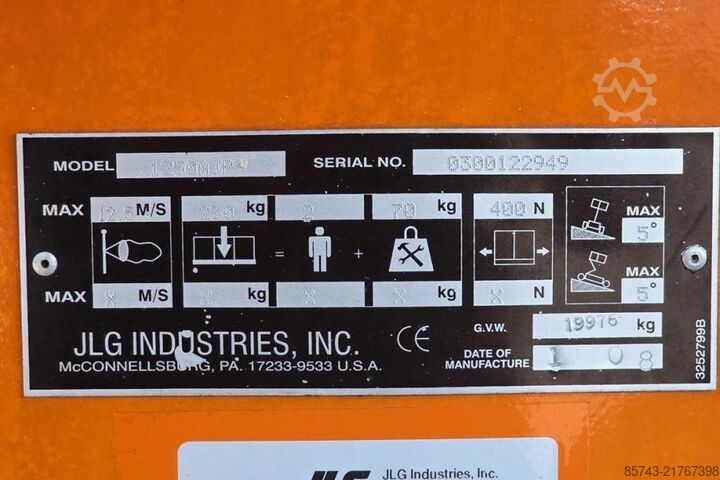 MODEL 1250AJP SERIAL NO. 0300122949
MAX 12.5 M/S kg 70 kg 400 N MAX 5°
= +
MAX X M/S X kg X X kg X N MAX 5°
G.V.W. 19976 kg
JLG INDUSTRIES, INC. CE
McCONNELLSBURG, PA. 17233-9533 U.S.A.
DATE OF MANUFACTURE 1 08
3252799B
JLG Industries, Inc.
85743-21767398